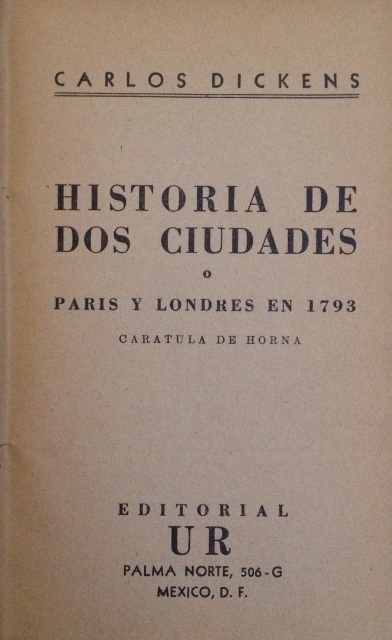 CARLOS DICKENS
HISTORIA DE
DOS CIUDADES
o
PARIS Y LONDRES EN 1793
CARATULA DE HORNA
EDITORIAL
UR
PALMA NORTE, 506-G
MEXICO, D. F.